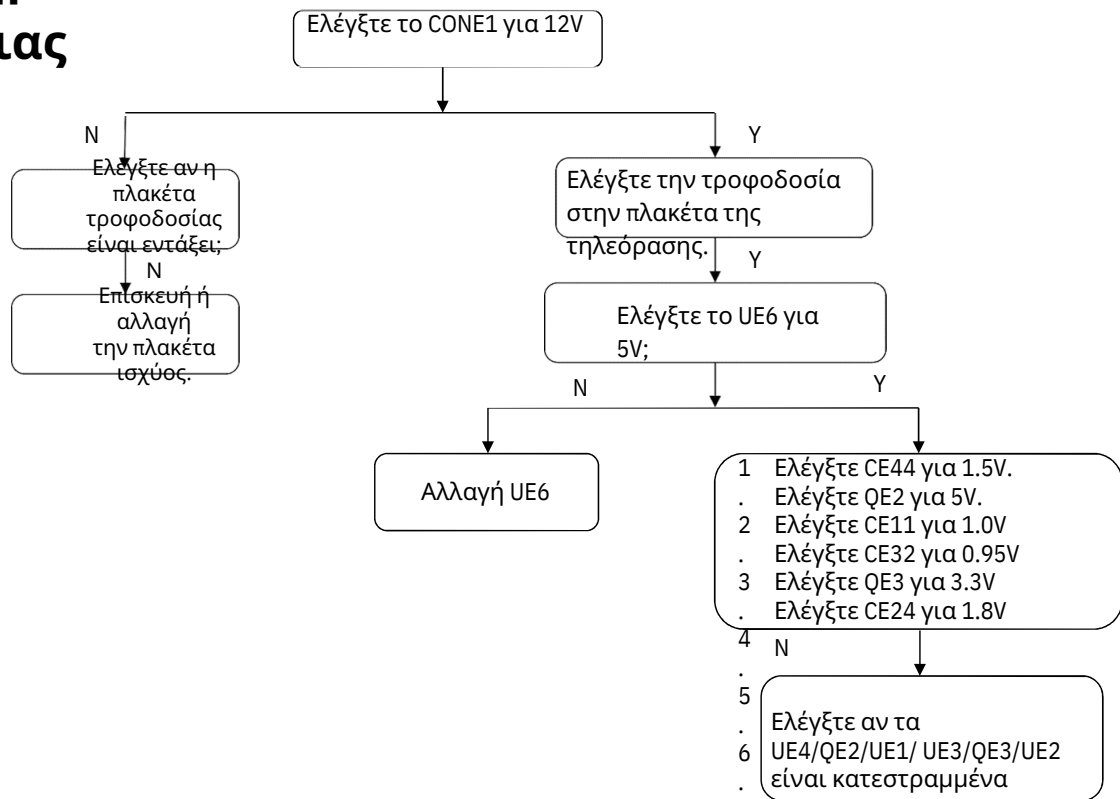 ιας
Ελέγξτε το CONE1 για 12V
N
Y
Ελέγξτε αν η
πλακέτα
τροφοδοσίας
είναι εντάξει;
N
Επισκευή ή
αλλαγή
την πλακέτα
ισχύος.
Ελέγξτε την τροφοδοσία
στην πλακέτα της
τηλεόρασης.
Y
Ελέγξτε το UE6 για
5V;
N
Y
Αλλαγή UE6
1 Ελέγξτε CE44 για 1.5V.
. Ελέγξτε QE2 για 5V.
2 Ελέγξτε CE11 για 1.0V
. Ελέγξτε CE32 για 0.95V
3 Ελέγξτε QE3 για 3.3V
. Ελέγξτε CE24 για 1.8V
4
.
5
.
6
.
N
Ελέγξτε αν τα
UE4/QE2/UE1/ UE3/QE3/UE2
είναι κατεστραμμένα